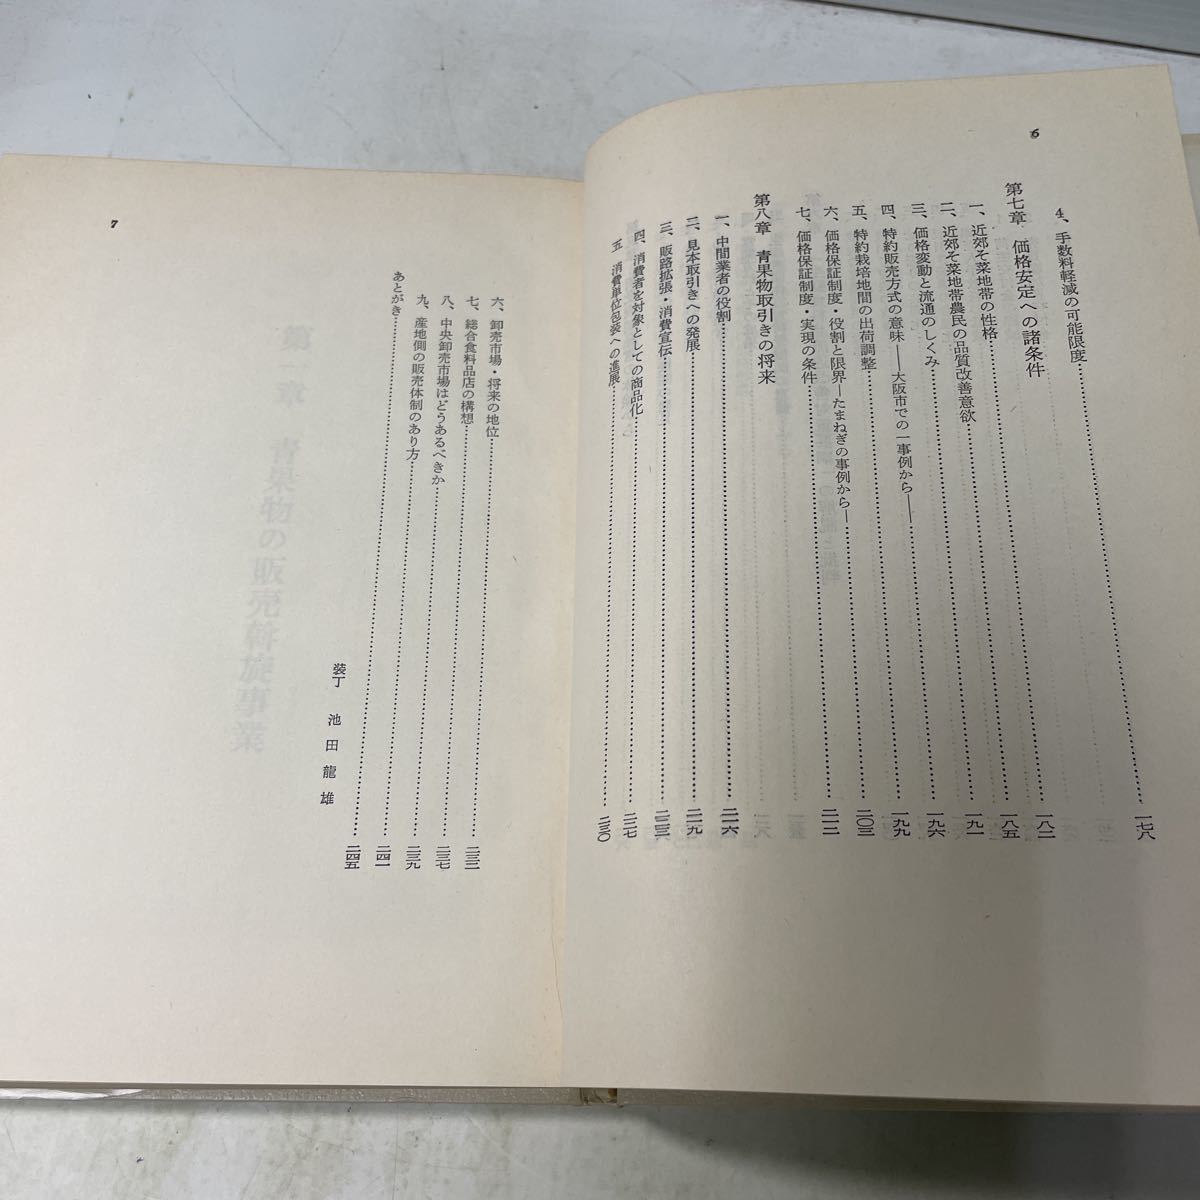 6
4、手数料軽減の可能限度……一七八
第七章 価格安定への諸条件
一、近郊そ菜地帯の性格……一八二
二、近郊そ菜地帯農民の品質改善意欲……一八五
三、価格変動と流通のしくみ……一九一
四、特約販売方式の意味――大阪市での一事例から――……一九六
五、特約栽培地間の出荷調整……一九九
六、価格保証制度・役割と限界―たまねぎの事例から―……二〇三
七、価格保証制度・実現の条件……二一二
第八章 青果物取引きの将来
一、中間業者の役割……二一六
二、見本取引きへの発展……二一九
三、販路拡張・消費宣伝……二二三
四、消費者を対象としての商品化……二二七
五、消費単位包装への進展……二三〇
7
六、卸売市場・将来の地位……二三二
七、総合食料品店の構想……二三七
八、中央卸売市場はどうあるべきか……二三九
九、産地側の販売体制のあり方……二四一
あとがき……二四五
装丁 池田龍雄
第一章 青果物の販売斡旋事業